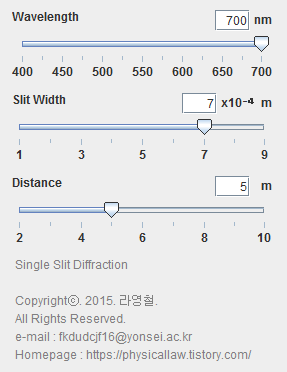 Wavelength
700 nm
400 450 500 550 600 650 700
Slit Width
7 x10-⁴ m
1 3 5 7 9
Distance
5 m
2 4 6 8 10
Single Slit Diffraction
Copyrightⓒ. 2015. 라영철.
All Rights Reserved.
e-mail : fkdudcjf16@yonsei.ac.kr
Homepage : https://physicallaw.tistory.com/